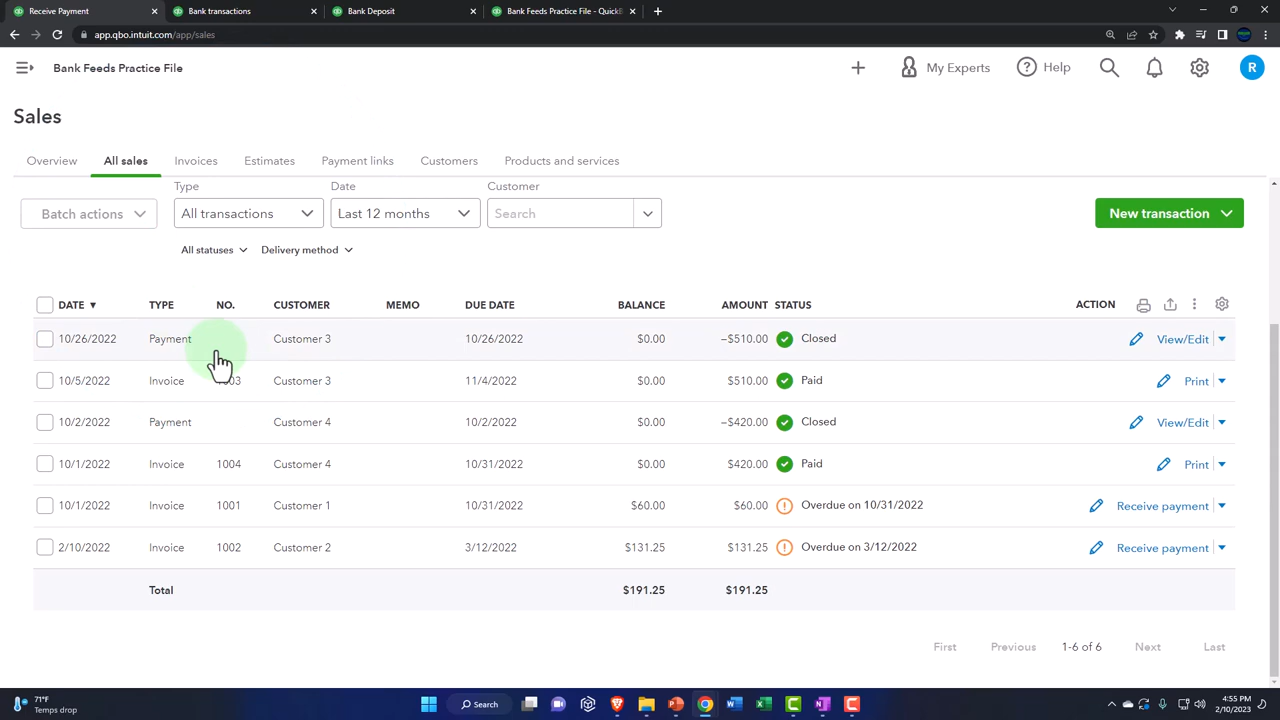 Receive Payment
Bank transactions
Bank Deposit
Bank Feeds Practice File - QuickB
app.qbo.intuit.com/app/sales
Bank Feeds Practice File
My Experts
Help
R
Sales
Overview
All sales
Invoices
Estimates
Payment links
Customers
Products and services
Type
Date
Customer
Batch actions
All transactions
Last 12 months
Search
New transaction
All statuses
Delivery method
DATE ▼ TYPE NO. CUSTOMER MEMO DUE DATE BALANCE AMOUNT STATUS ACTION
10/26/2022 Payment Customer 3 10/26/2022 $0.00 –$510.00 Closed View/Edit
10/5/2022 Invoice Customer 3 11/4/2022 $0.00 $510.00 Paid Print
10/2/2022 Payment Customer 4 10/2/2022 $0.00 –$420.00 Closed View/Edit
10/1/2022 Invoice 1004 Customer 4 10/31/2022 $0.00 $420.00 Paid Print
10/1/2022 Invoice 1001 Customer 1 10/31/2022 $60.00 $60.00 Overdue on 10/31/2022 Receive payment
2/10/2022 Invoice 1002 Customer 2 3/12/2022 $131.25 $131.25 Overdue on 3/12/2022 Receive payment
Total $191.25 $191.25
First Previous 1-6 of 6 Next Last
71°F
Temps drop
Search
4:55 PM
2/10/2023